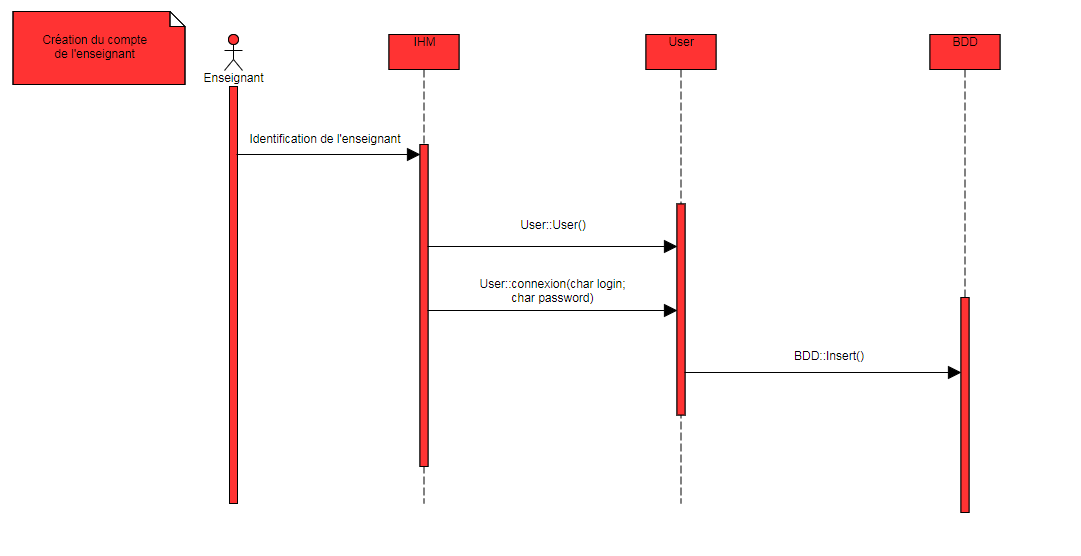 Création du compte
de l'enseignant
Enseignant
IHM
User
BDD
Identification de l'enseignant
User::User()
User::connexion(char login;
char password)
BDD::Insert()